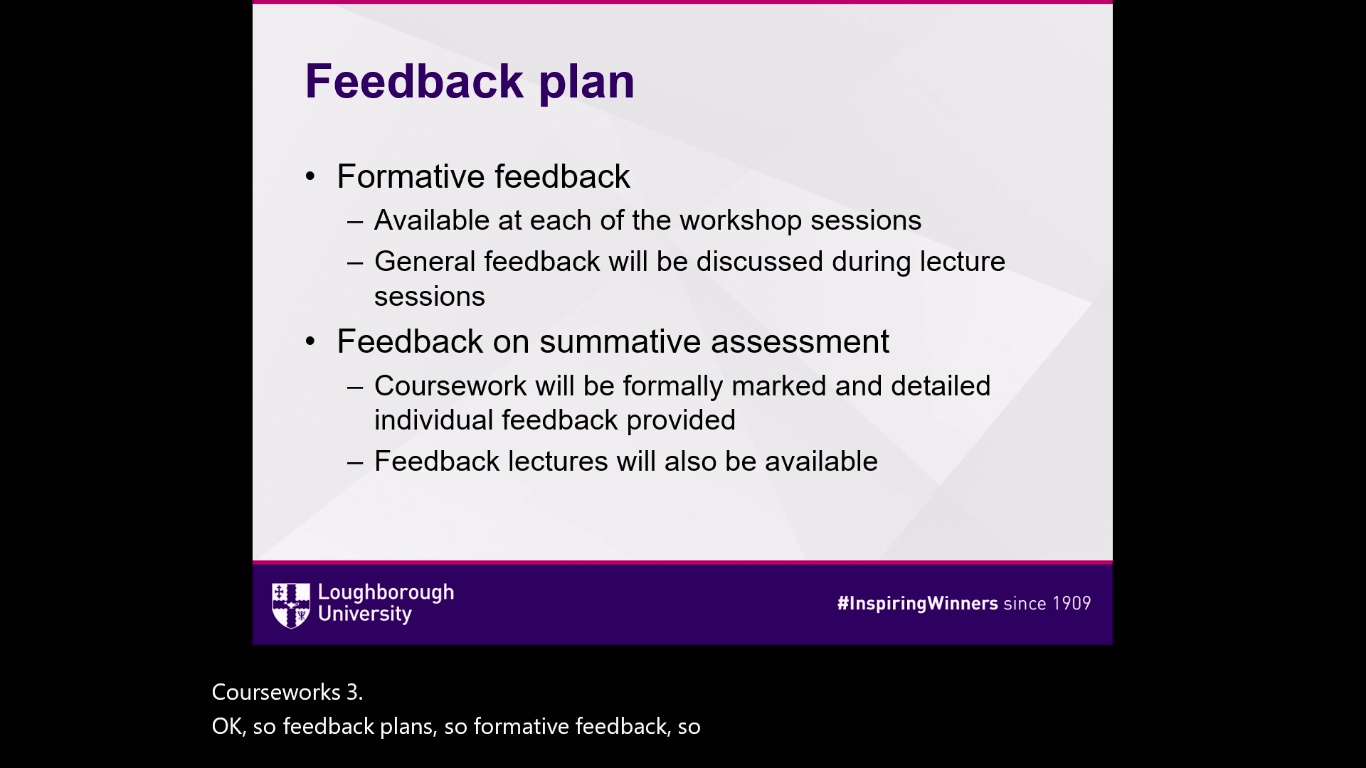 Feedback plan
• Formative feedback
– Available at each of the workshop sessions
– General feedback will be discussed during lecture
sessions
• Feedback on summative assessment
– Coursework will be formally marked and detailed
individual feedback provided
– Feedback lectures will also be available
Loughborough
University
#InspiringWinners since 1909
Courseworks 3.
OK, so feedback plans, so formative feedback, so